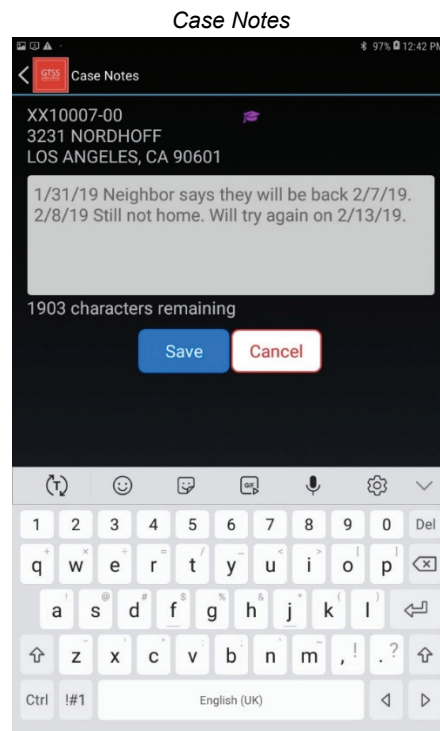 Case Notes
97% 12:42 PM
GTSS Case Notes
XX10007-00
3231 NORDHOFF
LOS ANGELES, CA 90601
1/31/19 Neighbor says they will be back 2/7/19.
2/8/19 Still not home. Will try again on 2/13/19.
1903 characters remaining
Save Cancel
T GIF
1 2 3 4 5 6 7 8 9 0 Del
q + w × e ÷ r = t / y _ u < i > o [ p ]
a ! s @ d # f $ g % h & j * k ( l )
z - x ' c " v : b ; n ' m ~ , ! . ?
Ctrl !#1 English (UK)